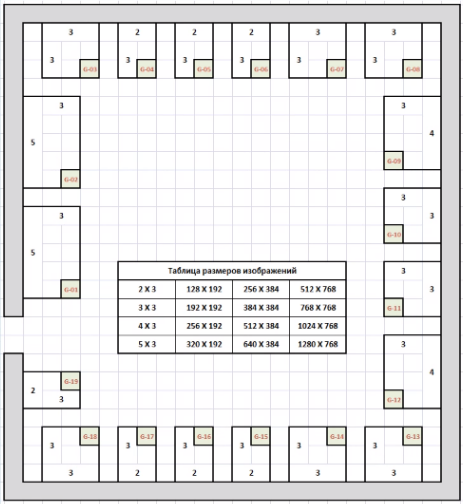 3 2 2 2 3 3
3 3 3 3 3 3
G-03 G-04 G-05 G-06 G-07 G-08
3 3
5 4
G-09
G-02
3 3
3
5 G-10
3
3
G-01 G-11
Таблица размеров изображений
2 X 3 128 X 192 256 X 384 512 X 768
3 X 3 192 X 192 384 X 384 768 X 768
4 X 3 256 X 192 512 X 384 1024 X 768
5 X 3 320 X 192 640 X 384 1280 X 768
3
4
G-19
2
3 G-12
G-18 G-17 G-16 G-15 G-14 G-13
3 3 3 3 3 3
3 2 2 2 3 3